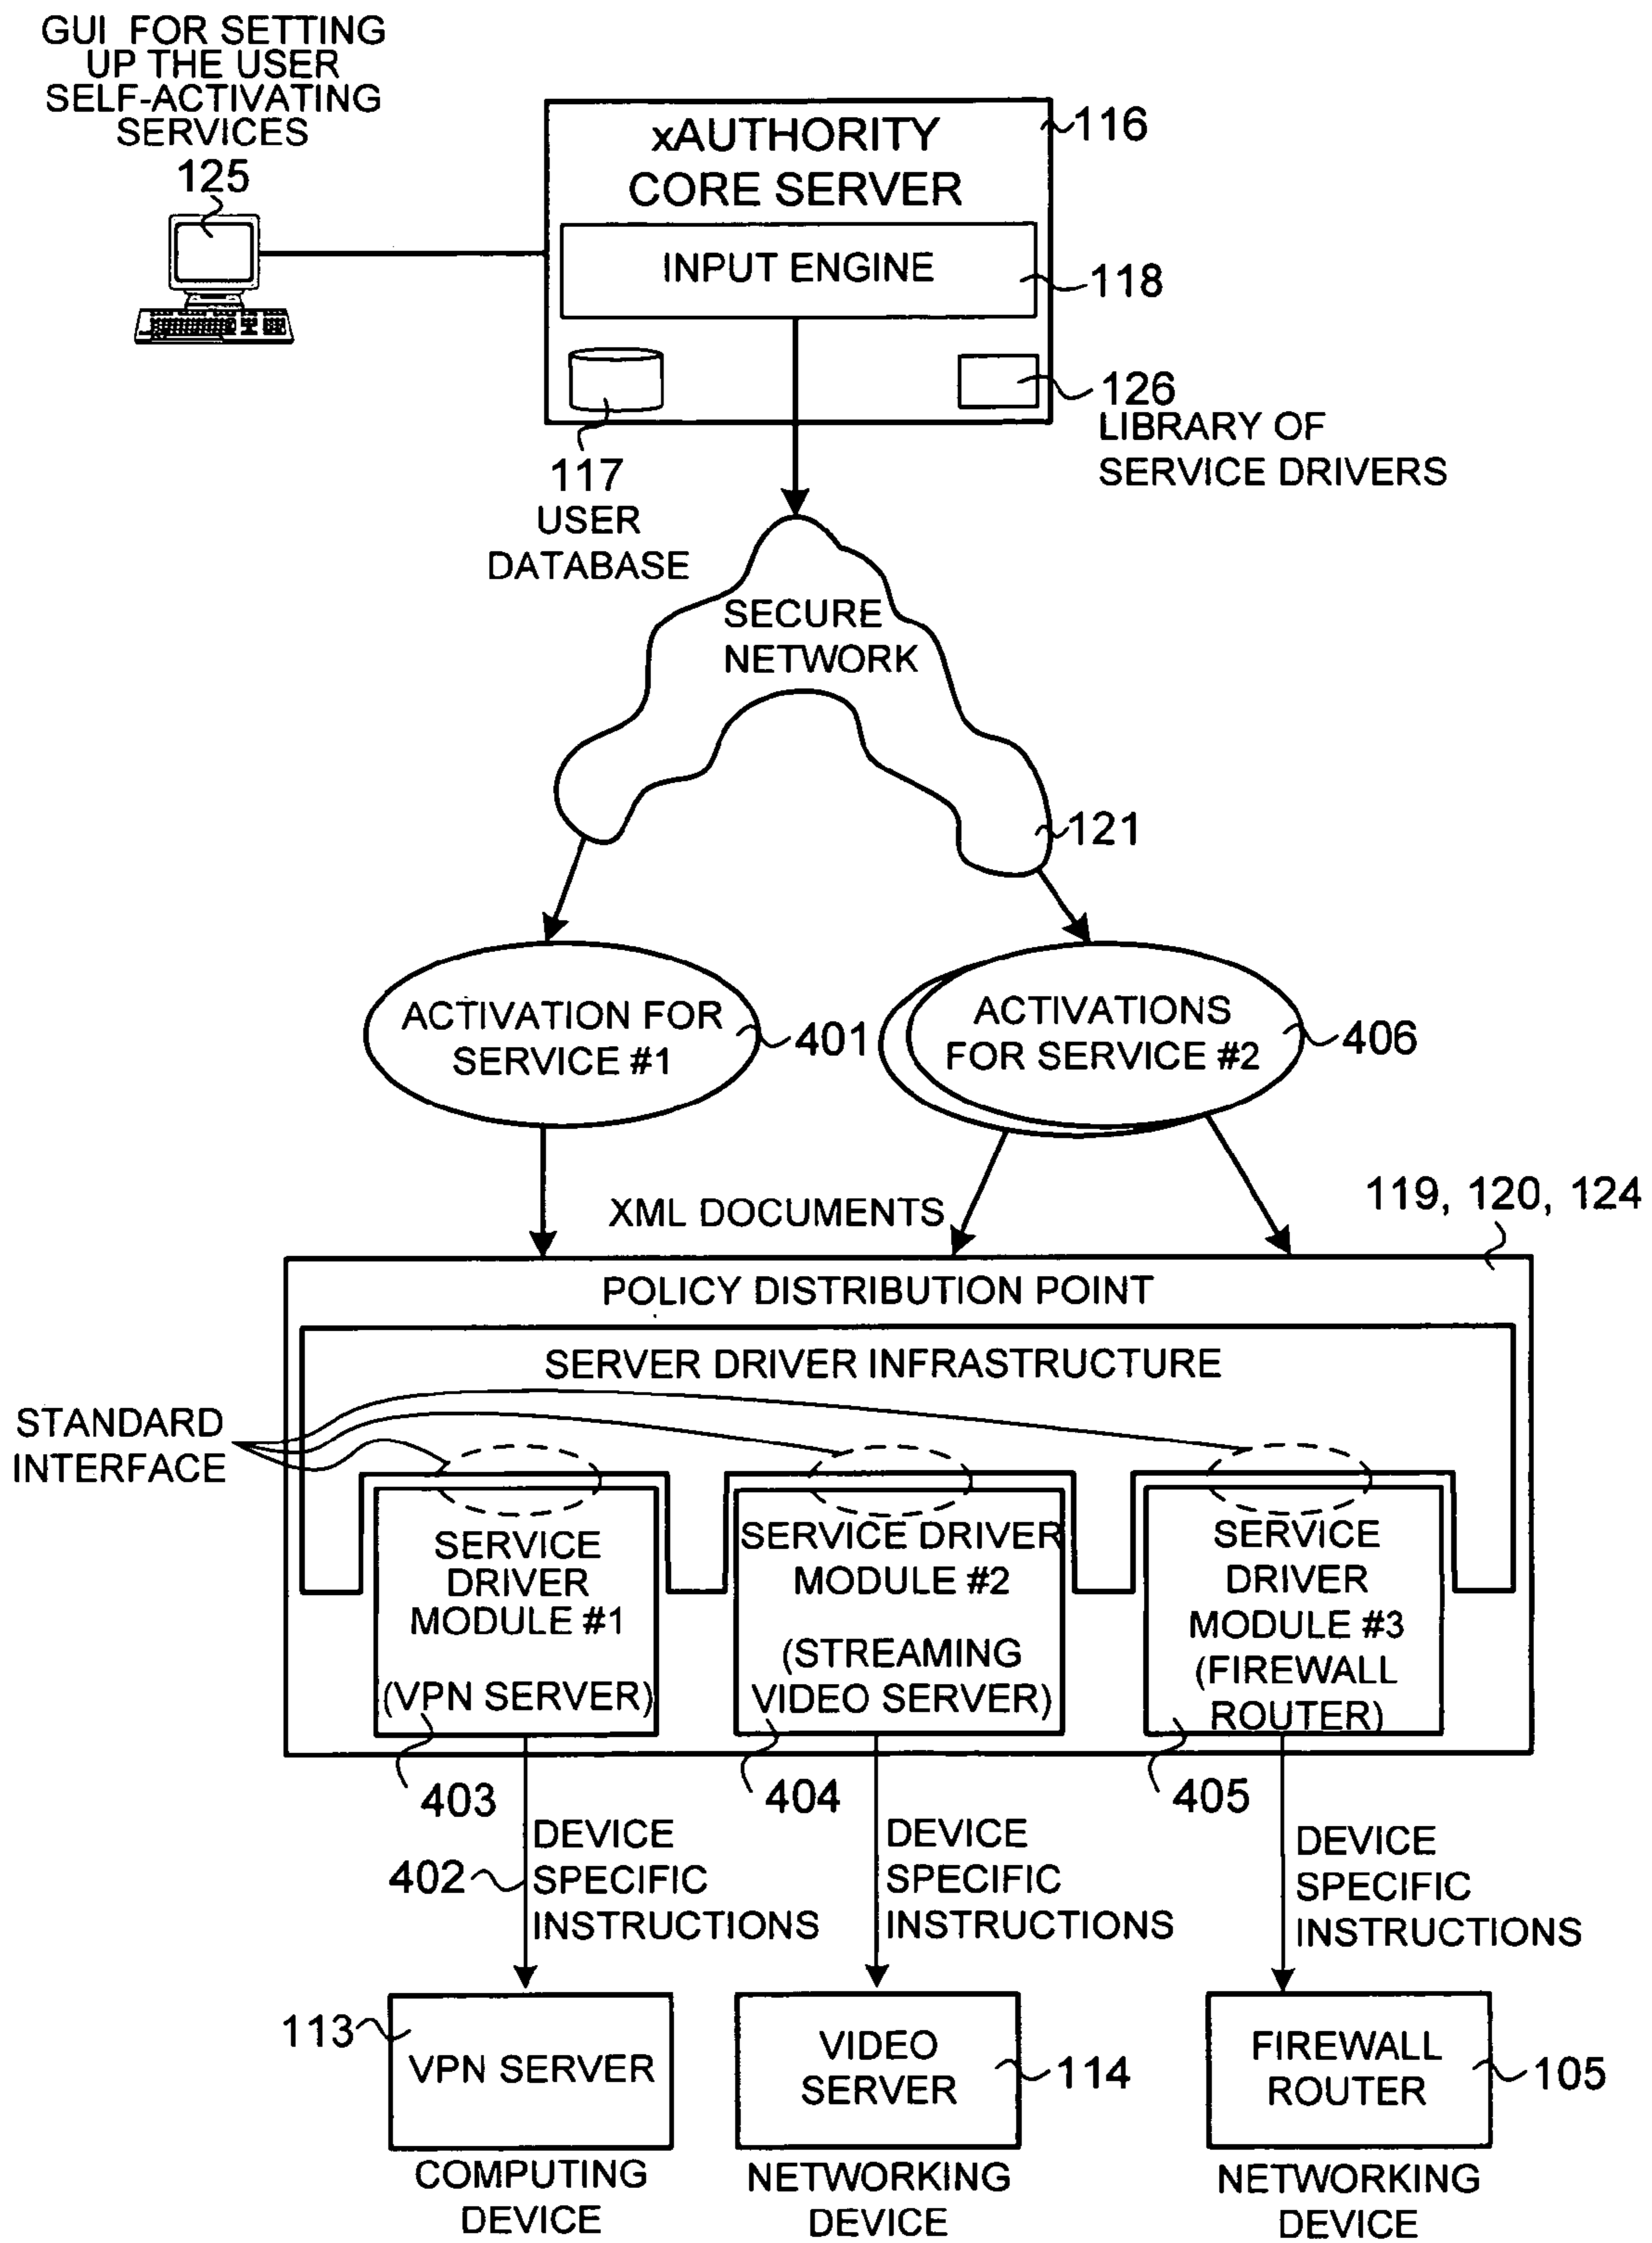 GUI FOR SETTING
UP THE USER
SELF-ACTIVATING
SERVICES
125
xAUTHORITY
CORE SERVER
116
INPUT ENGINE
118
126
LIBRARY OF
SERVICE DRIVERS
117
USER
DATABASE
SECURE
NETWORK
121
ACTIVATION FOR
SERVICE #1
401
ACTIVATIONS
FOR SERVICE #2
406
XML DOCUMENTS
119, 120, 124
POLICY DISTRIBUTION POINT
SERVER DRIVER INFRASTRUCTURE
STANDARD
INTERFACE
SERVICE
DRIVER
MODULE #1
(VPN SERVER)
SERVICE DRIVER
MODULE #2
(STREAMING
VIDEO SERVER)
SERVICE
DRIVER
MODULE #3
(FIREWALL
ROUTER)
403
404
405
402
DEVICE
SPECIFIC
INSTRUCTIONS
DEVICE
SPECIFIC
INSTRUCTIONS
DEVICE
SPECIFIC
INSTRUCTIONS
113
VPN SERVER
VIDEO
SERVER
114
FIREWALL
ROUTER
105
COMPUTING
DEVICE
NETWORKING
DEVICE
NETWORKING
DEVICE